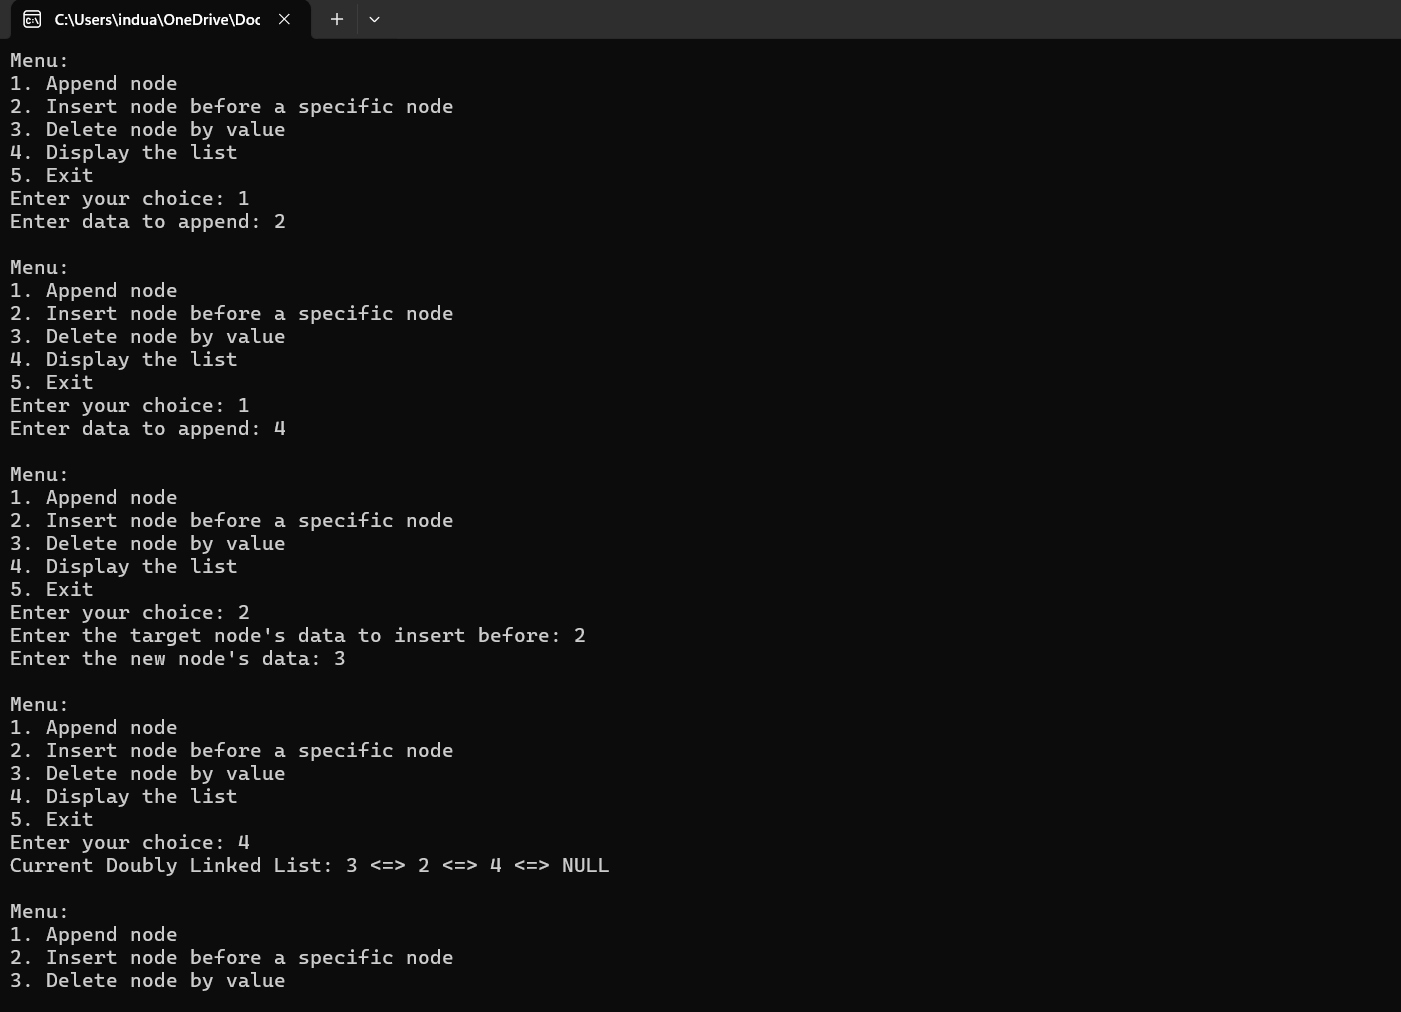 C:\Users\indua\OneDrive\Doc
Menu:
1. Append node
2. Insert node before a specific node
3. Delete node by value
4. Display the list
5. Exit
Enter your choice: 1
Enter data to append: 2
Menu:
1. Append node
2. Insert node before a specific node
3. Delete node by value
4. Display the list
5. Exit
Enter your choice: 1
Enter data to append: 4
Menu:
1. Append node
2. Insert node before a specific node
3. Delete node by value
4. Display the list
5. Exit
Enter your choice: 2
Enter the target node's data to insert before: 2
Enter the new node's data: 3
Menu:
1. Append node
2. Insert node before a specific node
3. Delete node by value
4. Display the list
5. Exit
Enter your choice: 4
Current Doubly Linked List: 3 <=> 2 <=> 4 <=> NULL
Menu:
1. Append node
2. Insert node before a specific node
3. Delete node by value